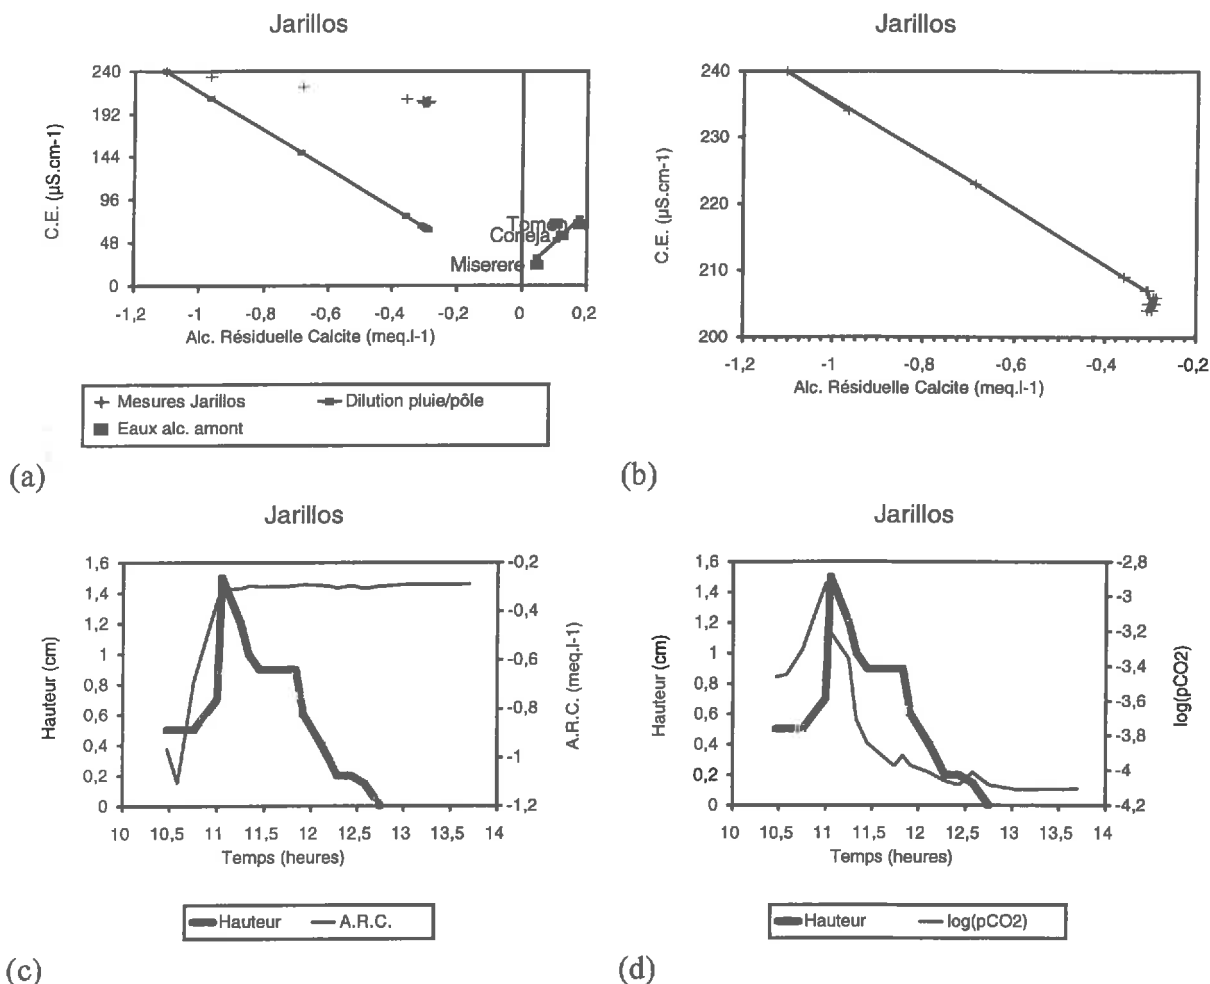 Jarillos
Jarillos
C.E. (µS.cm-1)
240
192
144
96
48
0
Tomen
Corleja
Miserere
-1,2 -1 -0,8 -0,6 -0,4 -0,2 0 0,2
Alc. Résiduelle Calcite (meq.l-1)
Mesures Jarillos
Dilution pluie/pôle
Eaux alc. amont
(a)
C.E. (µS.cm-1)
240
230
220
210
200
-1,2 -1 -0,8 -0,6 -0,4 -0,2
Alc. Résiduelle Calcite (meq.l-1)
(b)
Jarillos
Hauteur (cm)
1,6
1,4
1,2
1
0,8
0,6
0,4
0,2
0
-0,2
-0,4
-0,6
-0,8
-1
-1,2
A.R.C. (meq.l-1)
10 10,5 11 11,5 12 12,5 13 13,5 14
Temps (heures)
Hauteur A.R.C.
(c)
Jarillos
Hauteur (cm)
1,6
1,4
1,2
1
0,8
0,6
0,4
0,2
0
-2,8
-3
-3,2
-3,4
-3,6
-3,8
-4
-4,2
log(pCO2)
10 10,5 11 11,5 12 12,5 13 13,5 14
Temps (heures)
Hauteur log(pCO2)
(d)